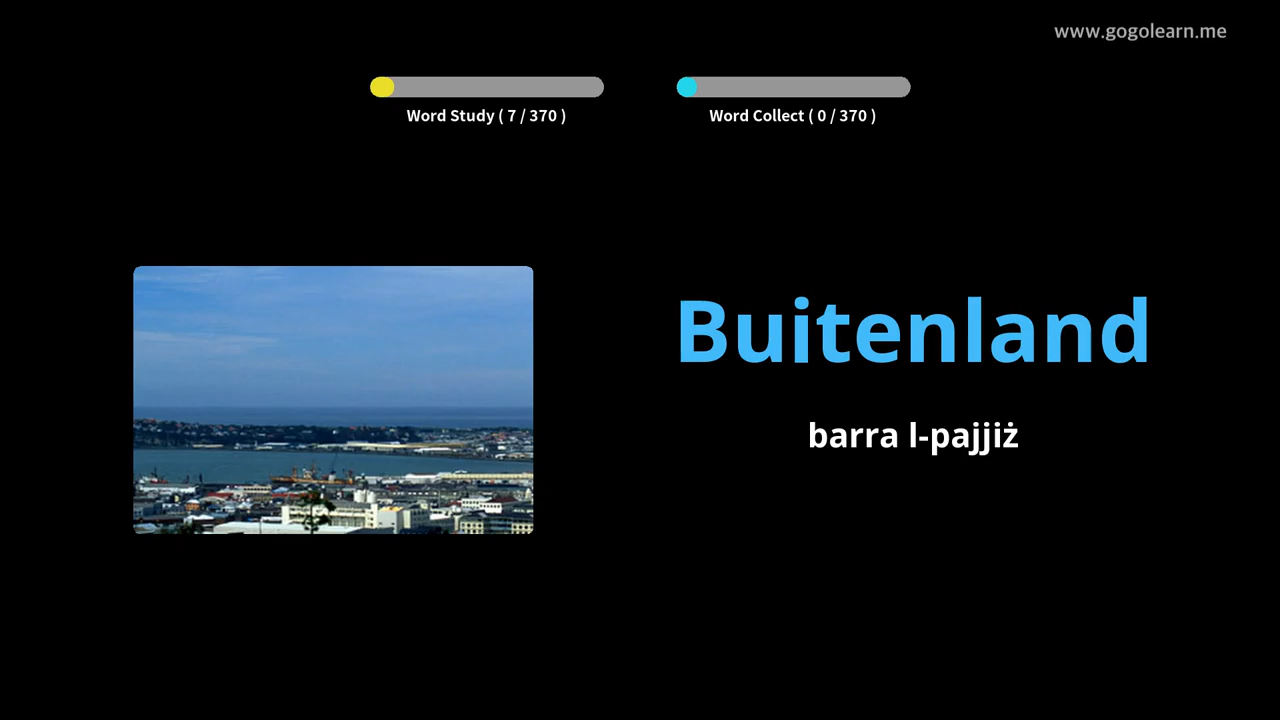 www.gogolearn.me
Word Study ( 7 / 370 )
Word Collect ( 0 / 370 )
Buitenland
barra l-pajjiż